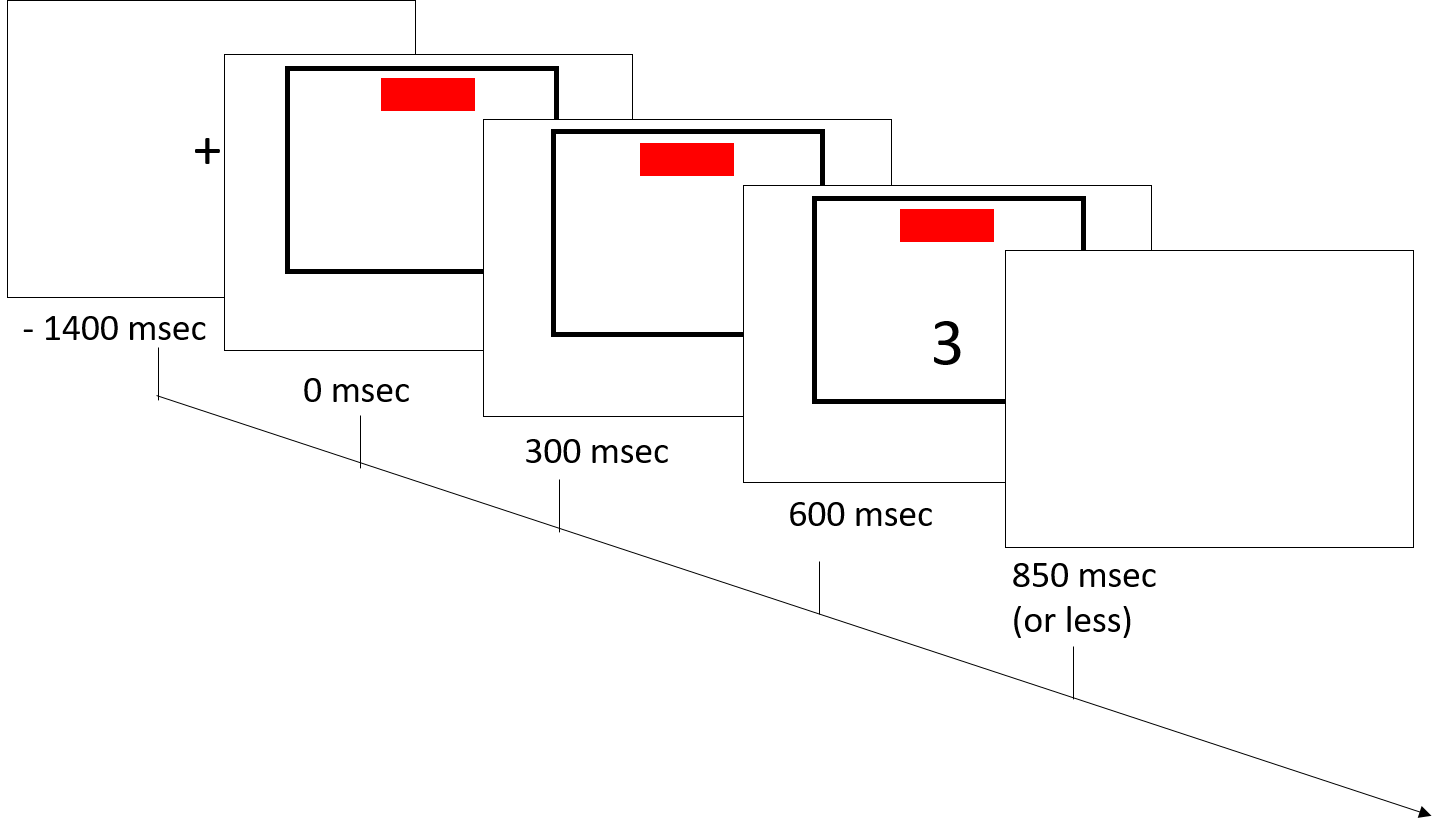 +
- 1400 msec
0 msec
300 msec
3
600 msec
850 msec
(or less)